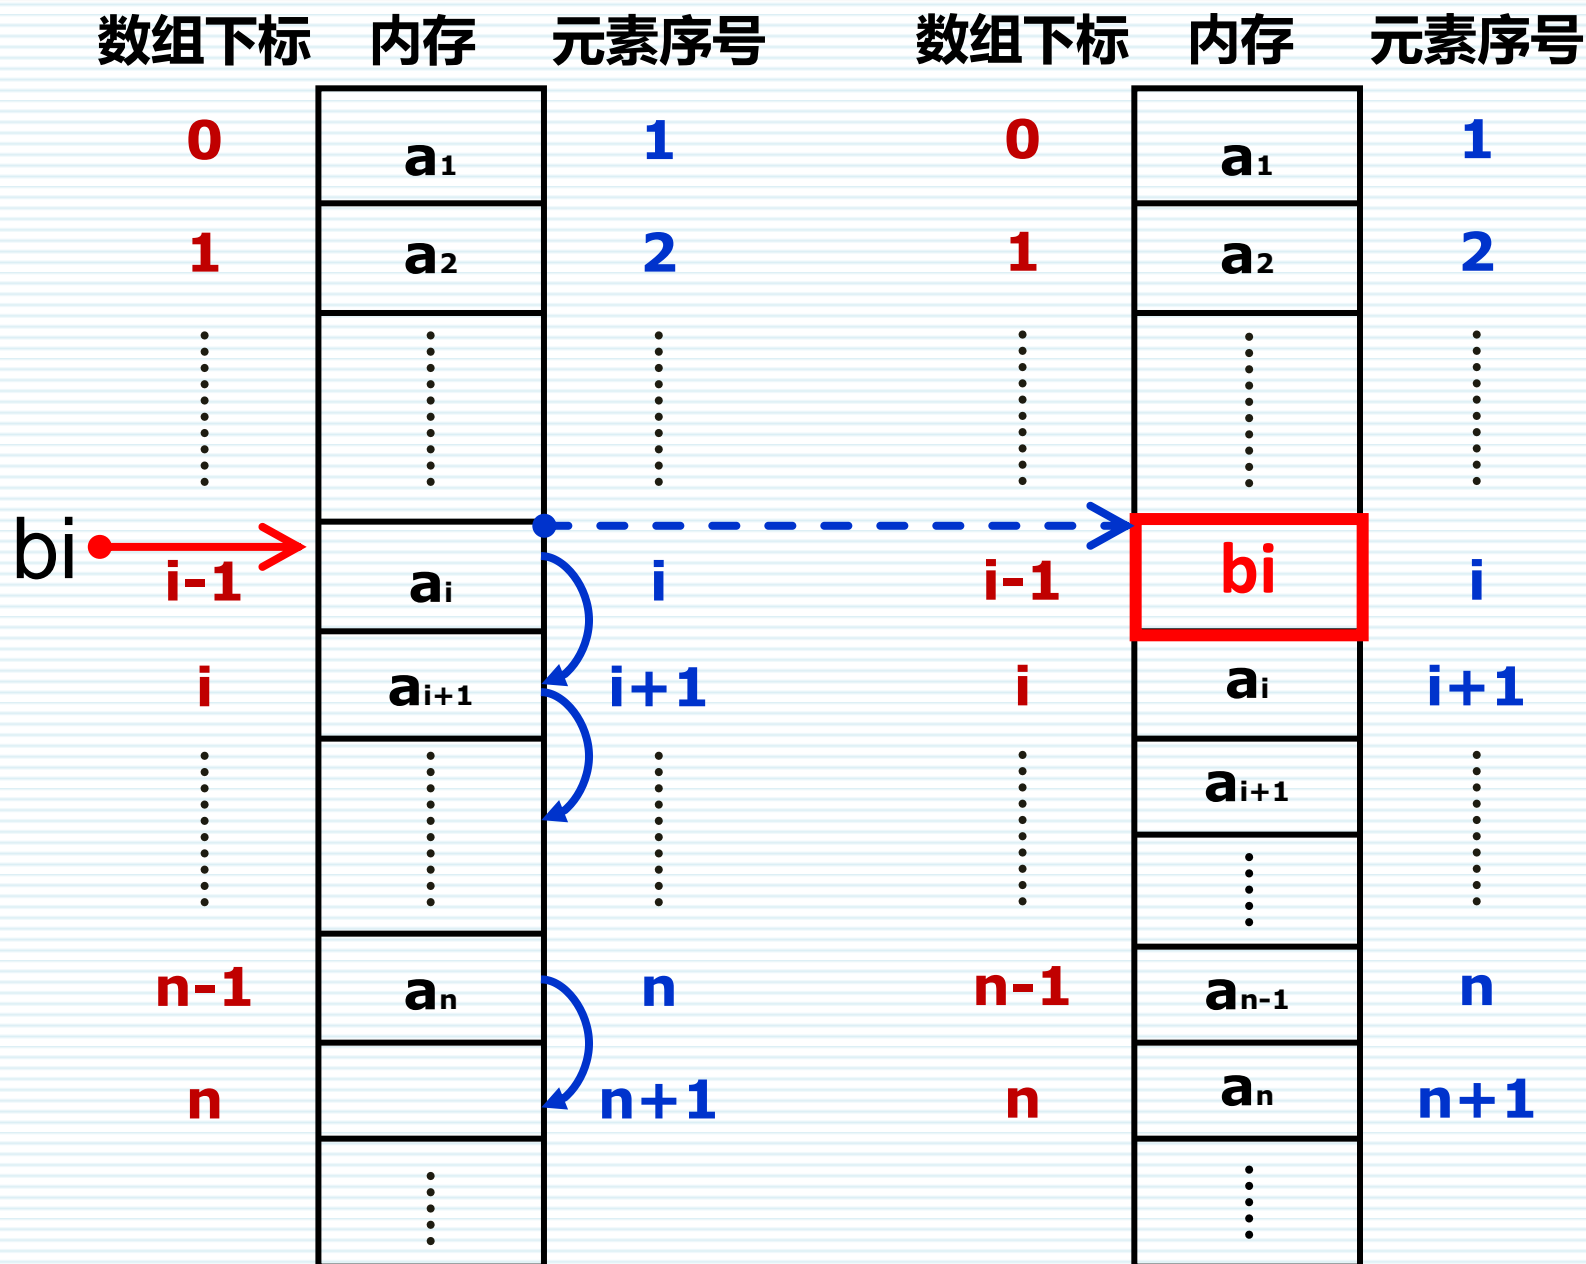 数组下标 内存 元素序号 数组下标 内存 元素序号
0 a1 1 0 a1 1
1 a2 2 1 a2 2
bi i-1 ai i i-1 bi i
i ai+1 i+1 i ai i+1
ai+1
n-1 an n n-1 an-1 n
n n+1 n an n+1